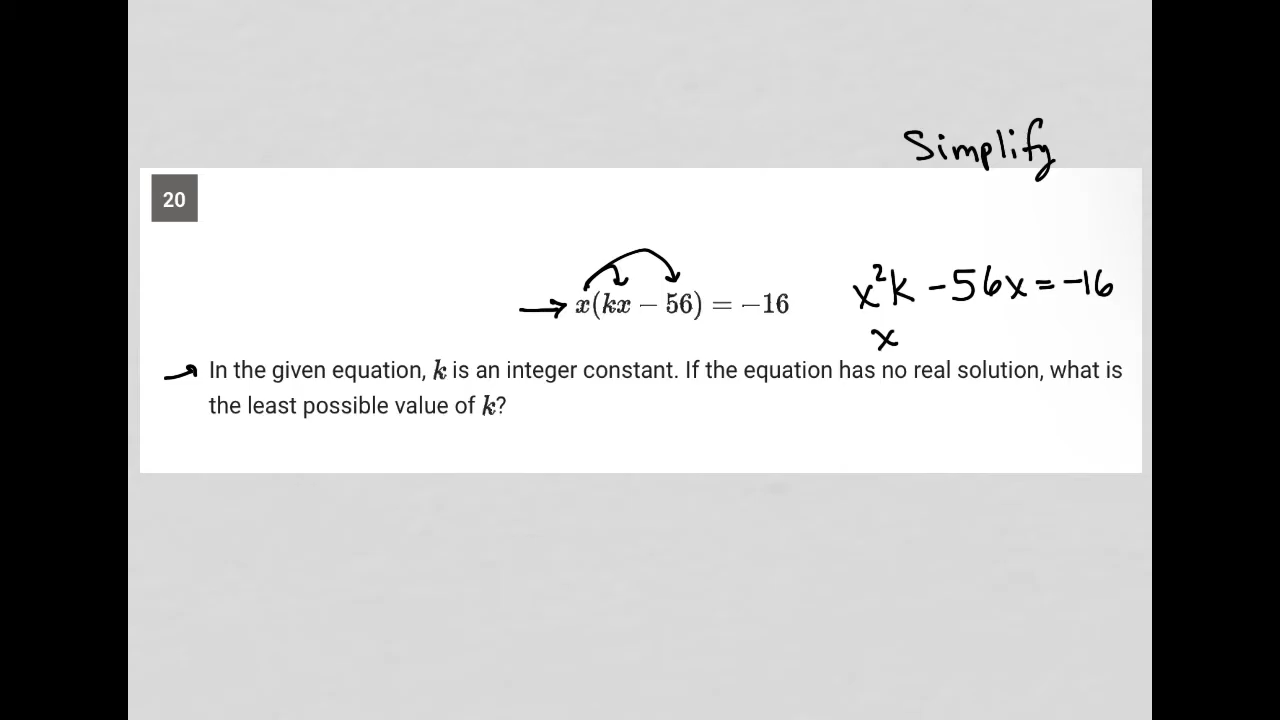 Simplify
20
x(kx − 56) = −16
x²k − 56x = −16
x
In the given equation, k is an integer constant. If the equation has no real solution, what is
the least possible value of k?